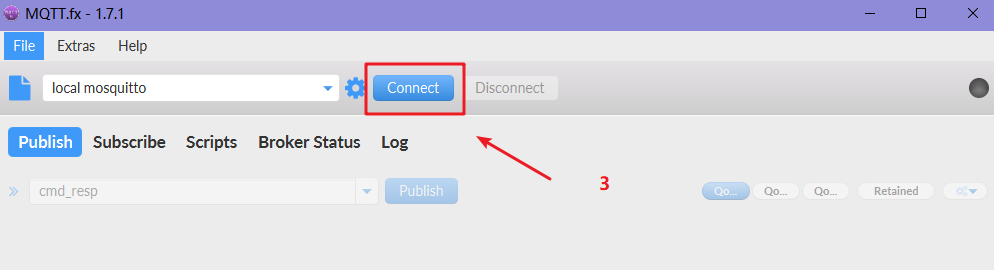 MQTT.fx - 1.7.1
File Extras Help
local mosquitto Connect Disconnect
Publish Subscribe Scripts Broker Status Log
cmd_resp Publish 3 Qo... Qo... Qo... Retained